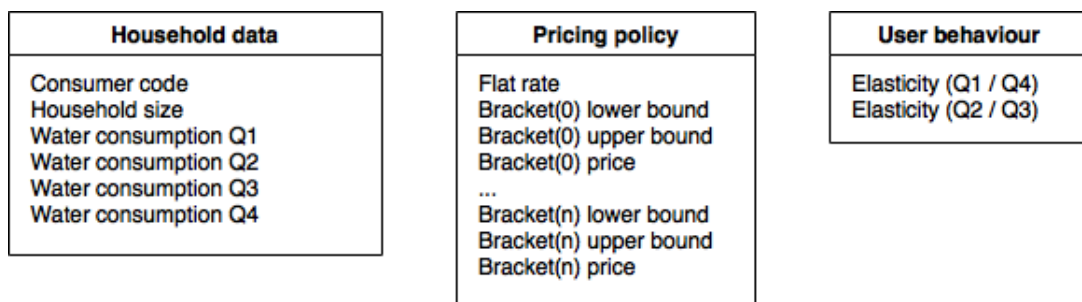 Household data
Consumer code
Household size
Water consumption Q1
Water consumption Q2
Water consumption Q3
Water consumption Q4
Pricing policy
Flat rate
Bracket(0) lower bound
Bracket(0) upper bound
Bracket(0) price
...
Bracket(n) lower bound
Bracket(n) upper bound
Bracket(n) price
User behaviour
Elasticity (Q1 / Q4)
Elasticity (Q2 / Q3)